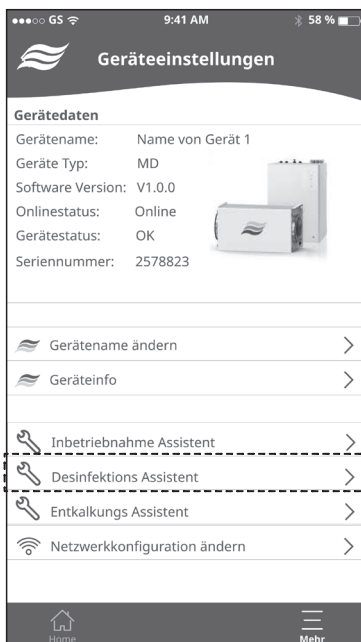 GS 9:41 AM 58 %
Geräteeinstellungen
Gerätedaten
Gerätename: Name von Gerät 1
Geräte Typ: MD
Software Version: V1.0.0
Onlinestatus: Online
Gerätestatus: OK
Seriennummer: 2578823
Gerätename ändern
Geräteinfo
Inbetriebnahme Assistent
Desinfektions Assistent
Entkalkungs Assistent
Netzwerkkonfiguration ändern
Home Mehr